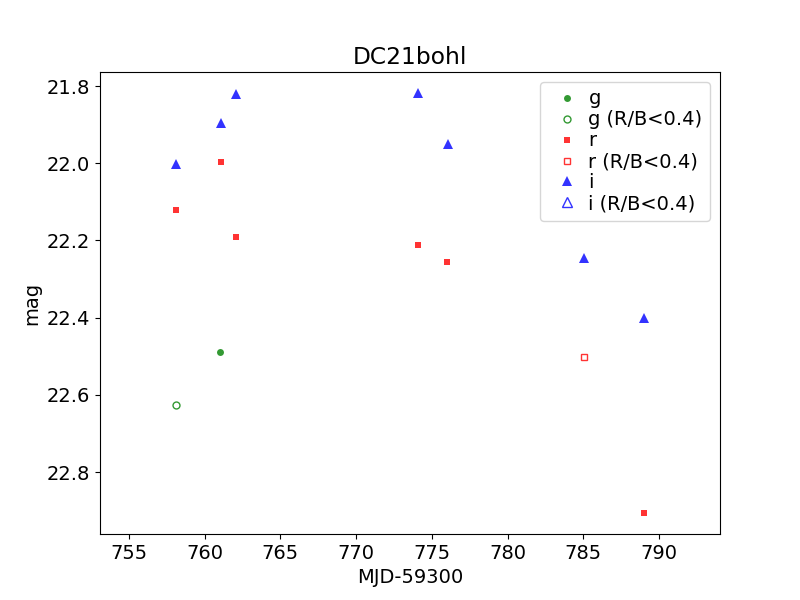 DC21bohl
21.8
22.0
22.2
22.4
22.6
22.8
mag
g
g (R/B<0.4)
r
r (R/B<0.4)
i
i (R/B<0.4)
755
760
765
770
775
780
785
790
MJD-59300